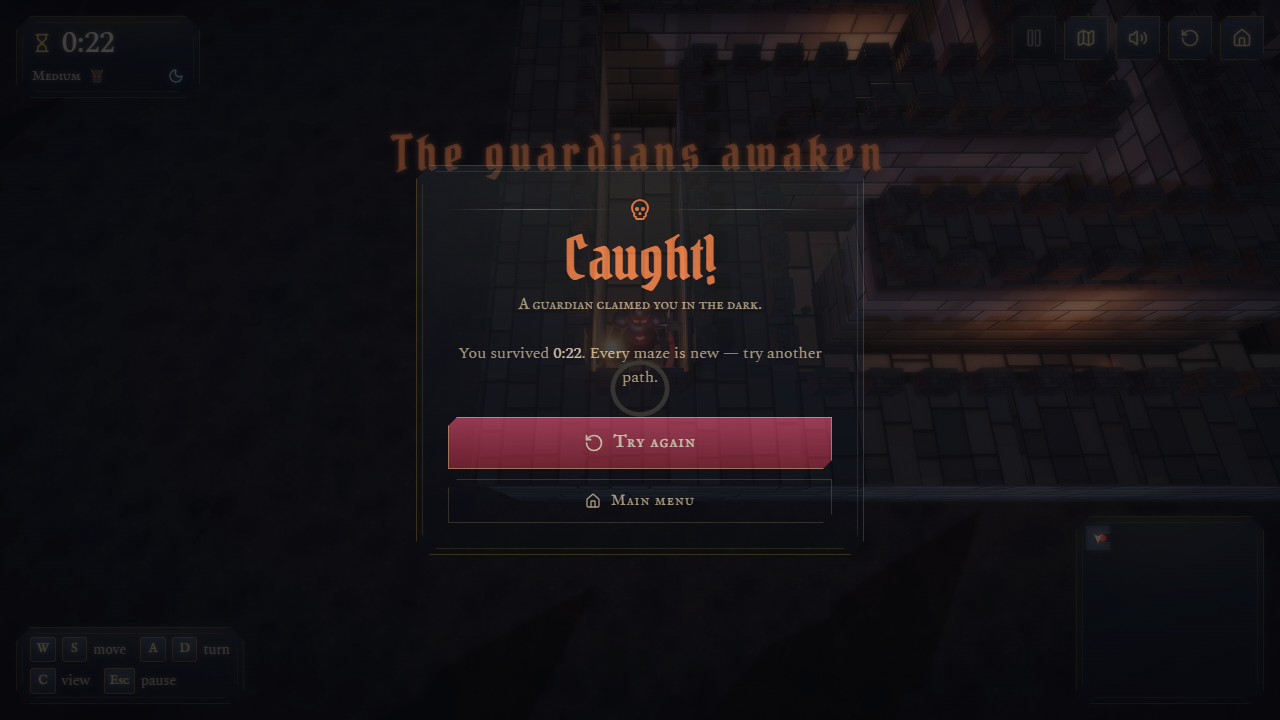 0:22
Medium
The guardians awaken
Caught!
A guardian claimed you in the dark.
You survived 0:22. Every maze is new — try another
path.
Try again
Main menu
W S move A D turn
C view Esc pause